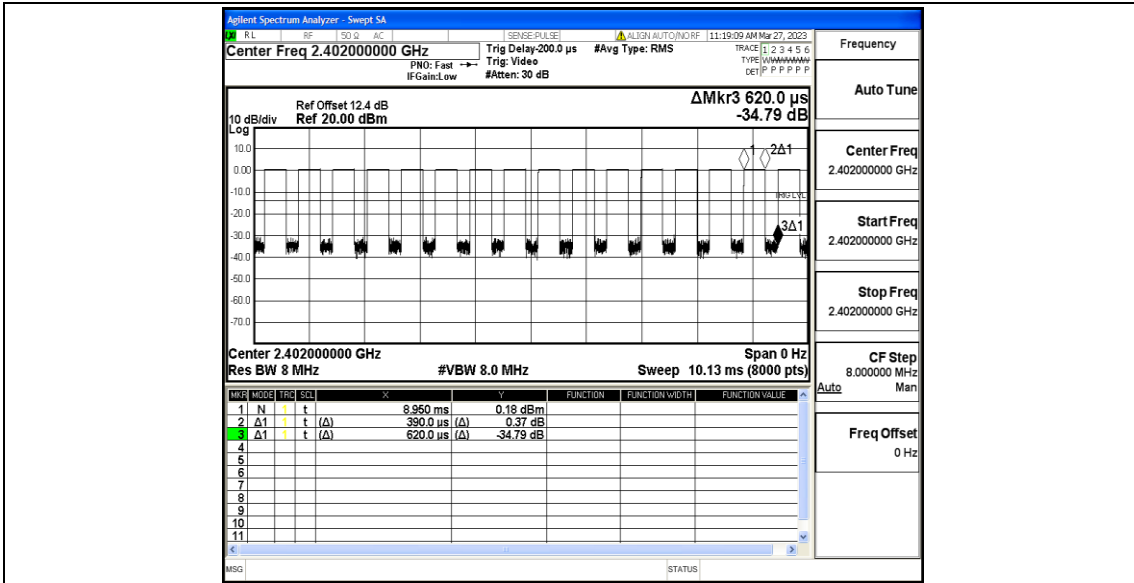 Agilent Spectrum Analyzer - Swept SA
RL RF 50 Ω AC SENSE:PULSE ALIGN AUTO/NO RF 11:19:09 AM Mar 27, 2023
Center Freq 2.402000000 GHz
PNO: Fast
IFGain:Low
Trig Delay-200.0 µs
Trig: Video
#Atten: 30 dB
#Avg Type: RMS
TRACE 1 2 3 4 5 6
TYPE
DET P P P P P P
Ref Offset 12.4 dB
10 dB/div Ref 20.00 dBm
Log
ΔMkr3 620.0 µs
-34.79 dB
10.0
0.00
-10.0
-20.0
-30.0
-40.0
-50.0
-60.0
-70.0
1 2Δ1
TRIG LVL
3Δ1
Center 2.402000000 GHz Span 0 Hz
Res BW 8 MHz #VBW 8.0 MHz Sweep 10.13 ms (8000 pts)
MKR MODE TRC SCL X Y FUNCTION FUNCTION WIDTH FUNCTION VALUE
1 N 1 t 8.950 ms 0.18 dBm
2 Δ1 1 t (Δ) 390.0 µs (Δ) 0.37 dB
3 Δ1 1 t (Δ) 620.0 µs (Δ) -34.79 dB
4
5
6
7
8
9
10
11
MSG STATUS
Frequency
Auto Tune
Center Freq
2.402000000 GHz
Start Freq
2.402000000 GHz
Stop Freq
2.402000000 GHz
CF Step
8.000000 MHz
Auto Man
Freq Offset
0 Hz